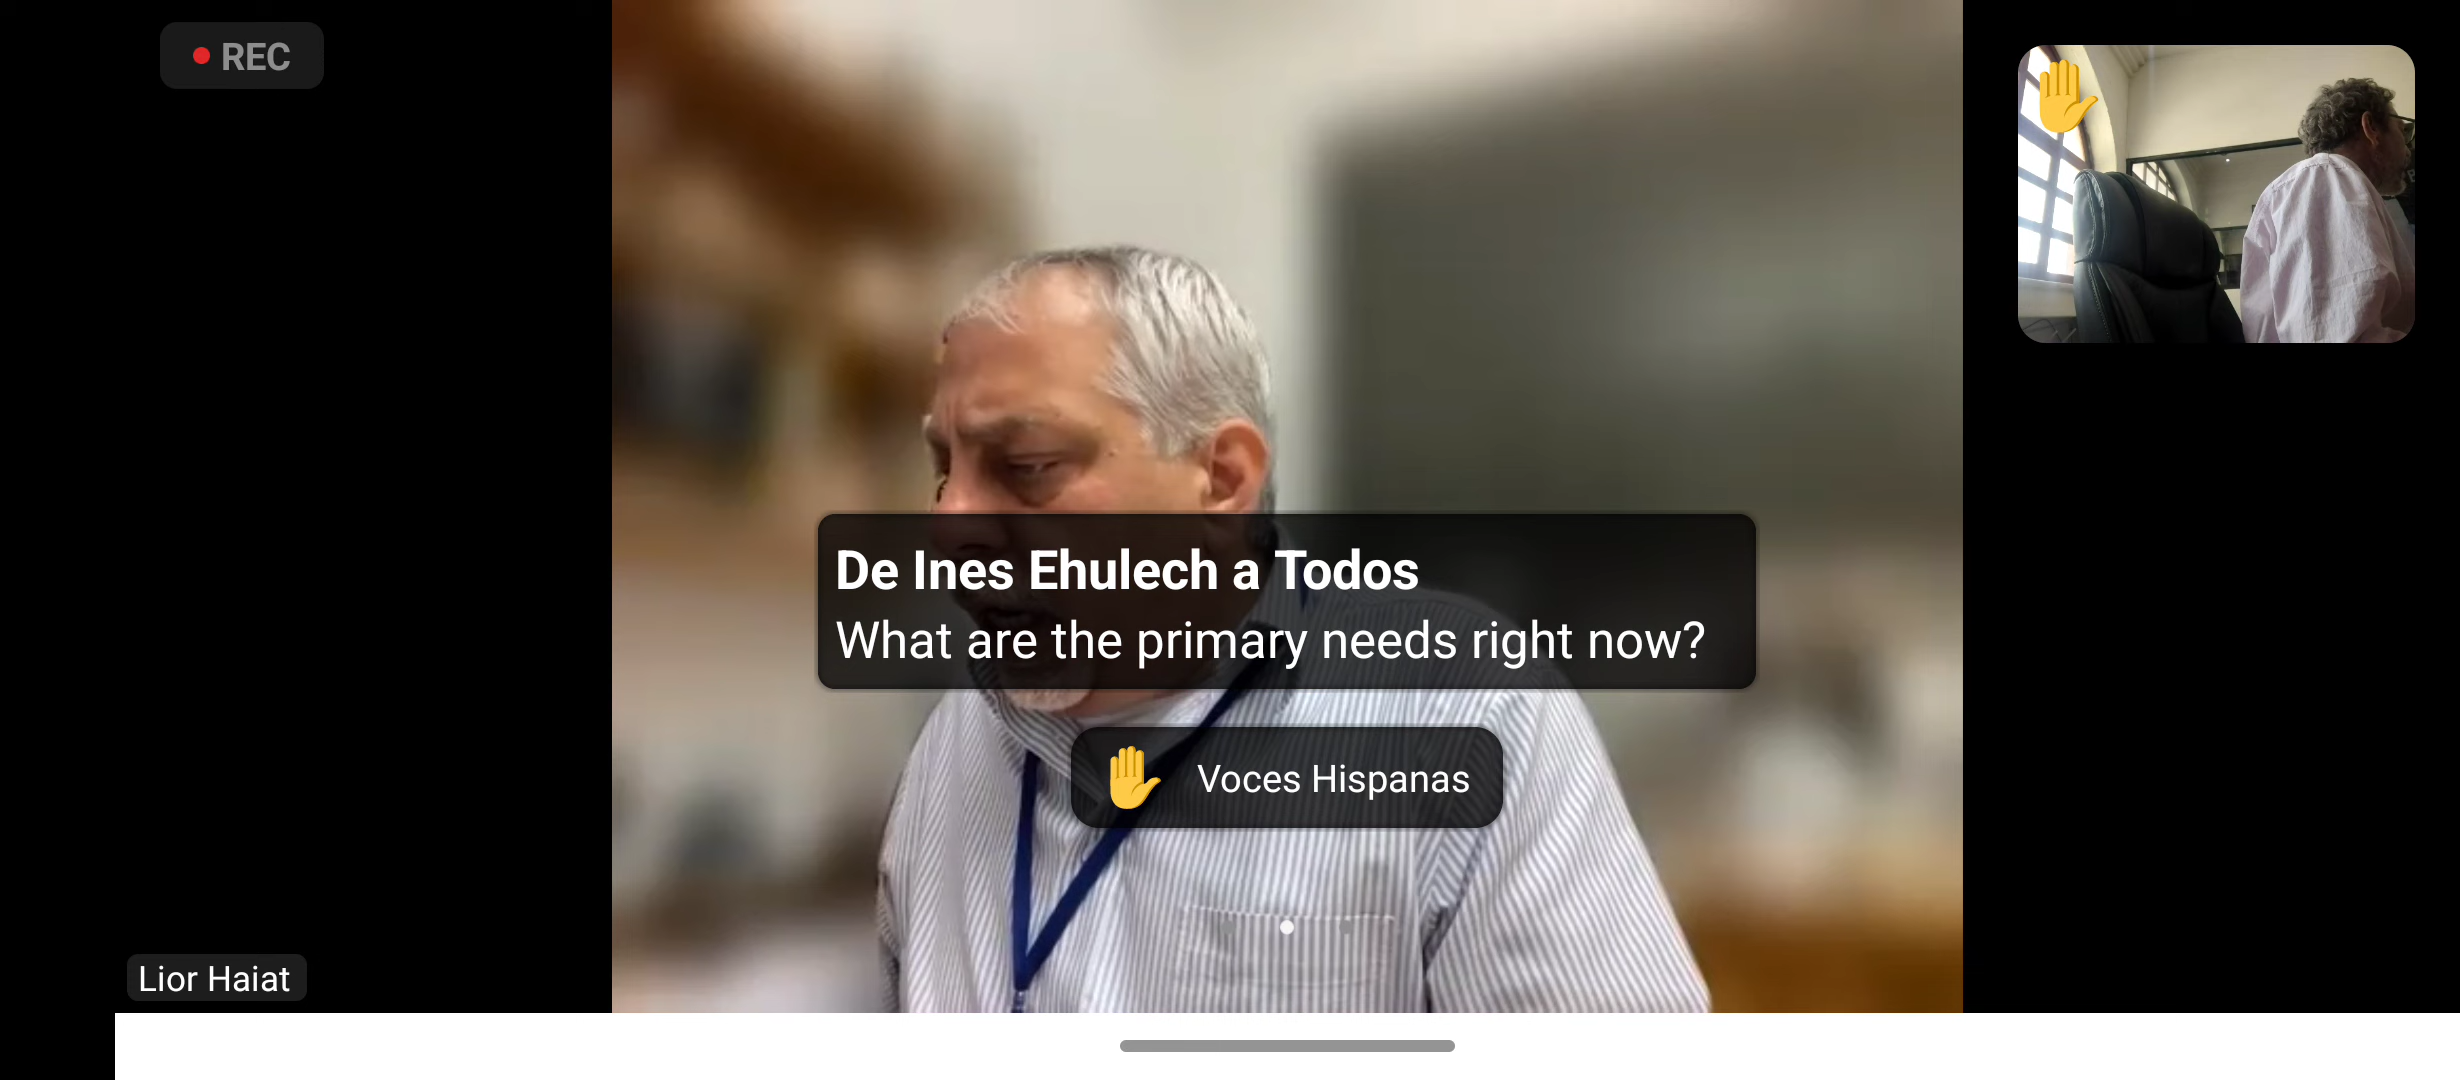 REC
De Ines Ehulech a Todos
What are the primary needs right now?
Voces Hispanas
Lior Haiat